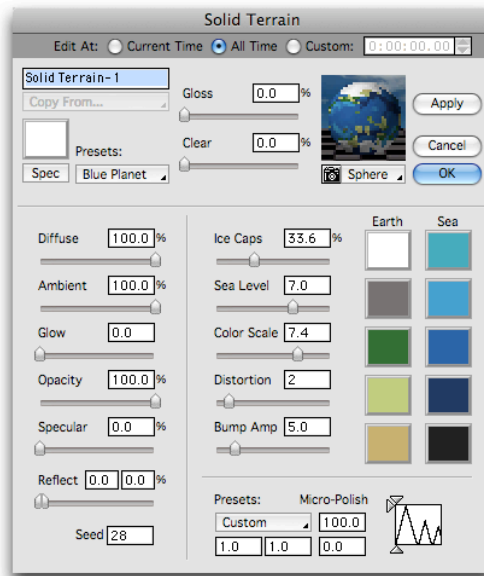 Solid Terrain
Edit At: Current Time All Time Custom: 0:00:00.00
Solid Terrain-1
Copy From...
Gloss 0.0 %
Clear 0.0 %
Apply
Cancel
OK
Presets:
Spec Blue Planet
Sphere
Earth Sea
Diffuse 100.0 %
Ambient 100.0 %
Glow 0.0
Opacity 100.0 %
Specular 0.0 %
Reflect 0.0 0.0 %
Seed 28
Ice Caps 33.6 %
Sea Level 7.0
Color Scale 7.4
Distortion 2
Bump Amp 5.0
Presets: Micro-Polish
Custom 100.0
1.0 1.0 0.0